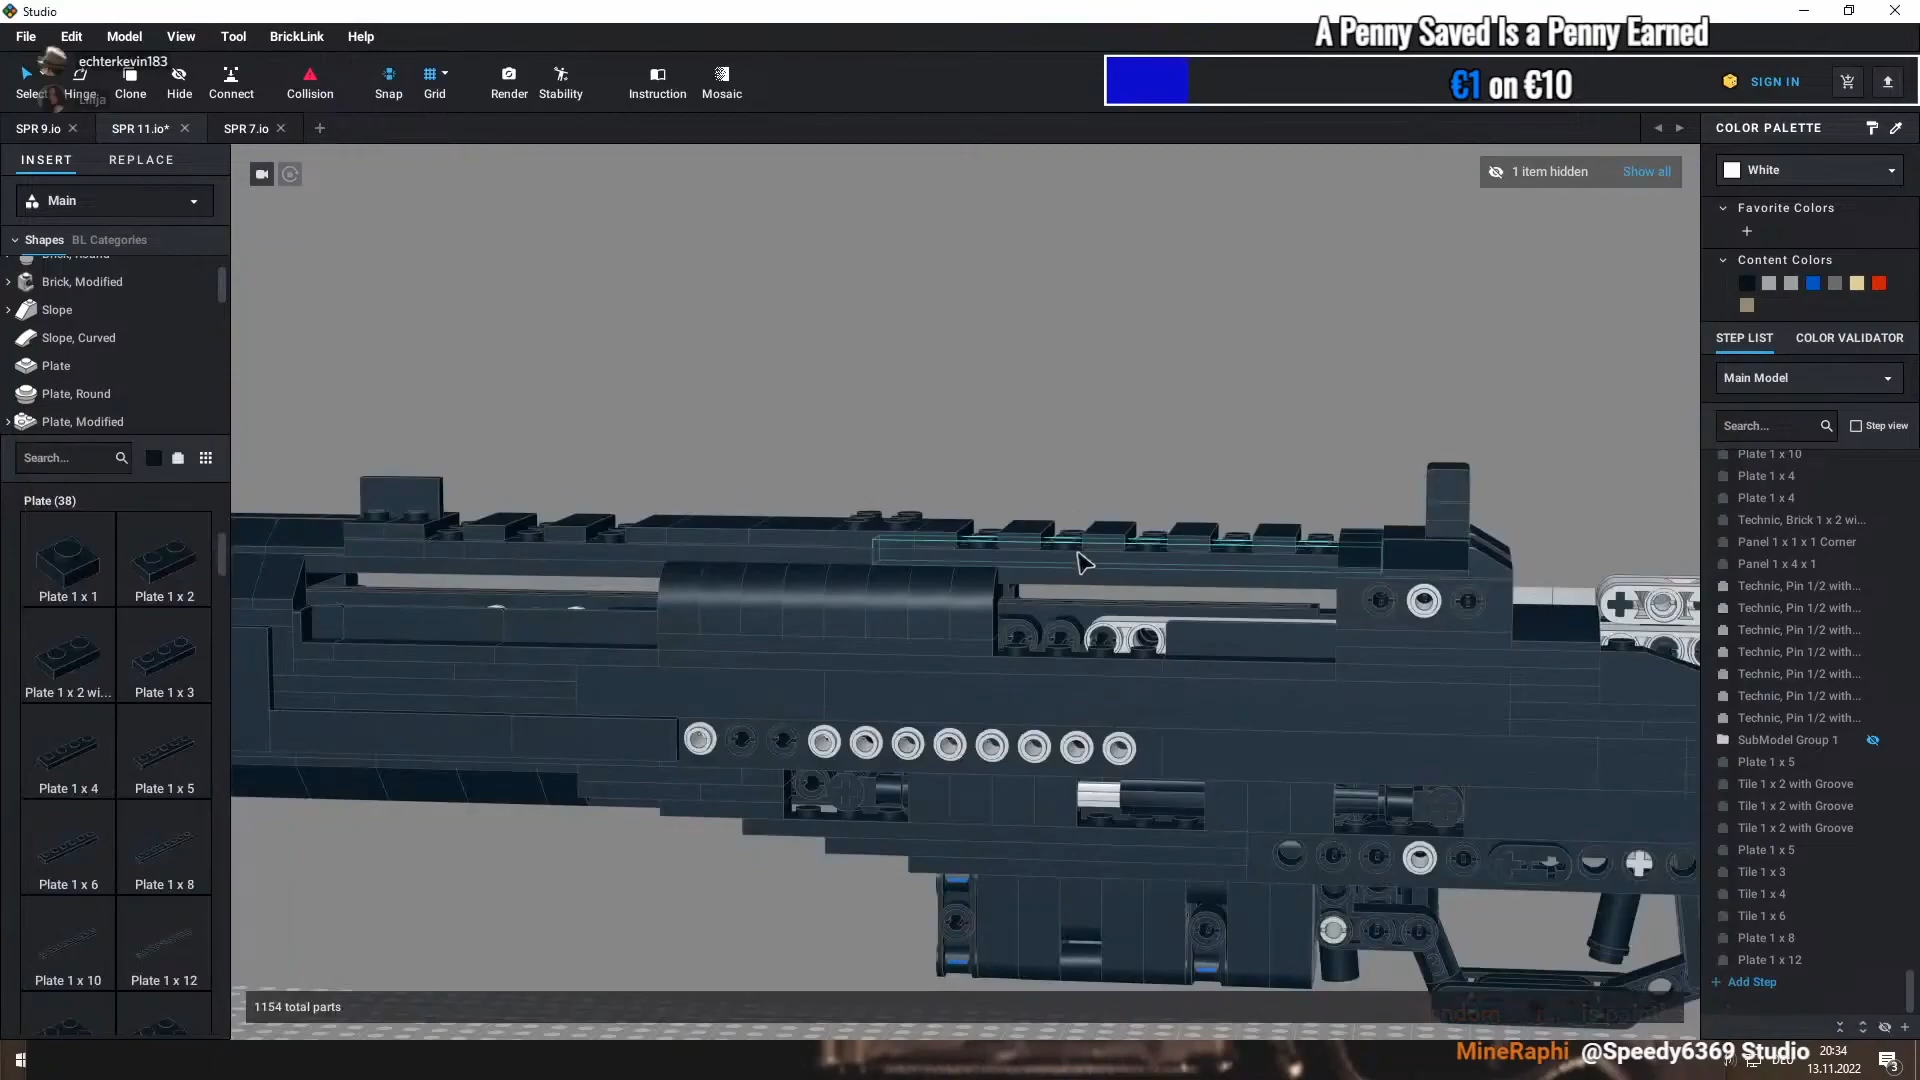 Studio
A Penny Saved Is a Penny Earned
File Edit Model View Tool BrickLink Help
echterkevin183
€1 on €10
SIGN IN
Select Hinge Clone Hide Connect Collision Snap Grid Render Stability Instruction Mosaic
Lilija
SPR 9.io SPR 11.io* SPR 7.io
COLOR PALETTE
INSERT REPLACE
1 item hidden Show all
White
Main
Favorite Colors
Shapes BL Categories
Brick, Round
Content Colors
Brick, Modified
Slope
Slope, Curved
STEP LIST COLOR VALIDATOR
Plate
Main Model
Plate, Round
Plate, Modified
Search...
Step view
Search...
Plate 1 x 10
Plate 1 x 4
Plate 1 x 4
Technic, Brick 1 x 2 wi...
Panel 1 x 1 x 1 Corner
Panel 1 x 4 x 1
Technic, Pin 1/2 with...
Technic, Pin 1/2 with...
Technic, Pin 1/2 with...
Technic, Pin 1/2 with...
Technic, Pin 1/2 with...
Technic, Pin 1/2 with...
Technic, Pin 1/2 with...
SubModel Group 1
Plate 1 x 5
Tile 1 x 2 with Groove
Tile 1 x 2 with Groove
Tile 1 x 2 with Groove
Plate 1 x 5
Tile 1 x 3
Tile 1 x 4
Tile 1 x 6
Plate 1 x 8
Plate 1 x 12
Add Step
Plate (38)
Plate 1 x 1 Plate 1 x 2
Plate 1 x 2 wi... Plate 1 x 3
Plate 1 x 4 Plate 1 x 5
Plate 1 x 6 Plate 1 x 8
Plate 1 x 10 Plate 1 x 12
1154 total parts
MineRaphi @Speedy6369 Studio
DEU
20:34
13.11.2022
3